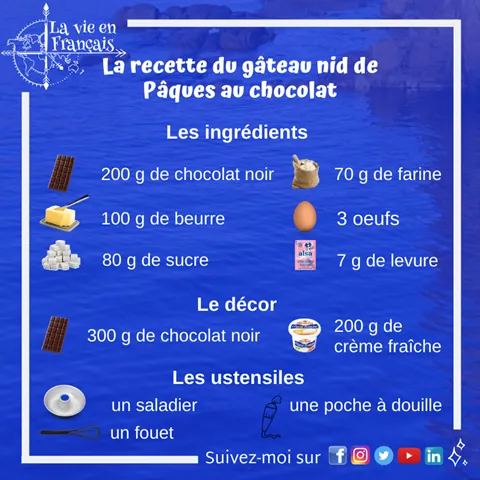 La vie en
Français
La recette du gâteau nid de
Pâques au chocolat
Les ingrédients
200 g de chocolat noir
70 g de farine
100 g de beurre
3 oeufs
80 g de sucre
alsa
7 g de levure
Le décor
300 g de chocolat noir
200 g de
crème fraîche
Les ustensiles
un saladier
une poche à douille
un fouet
Suivez-moi sur